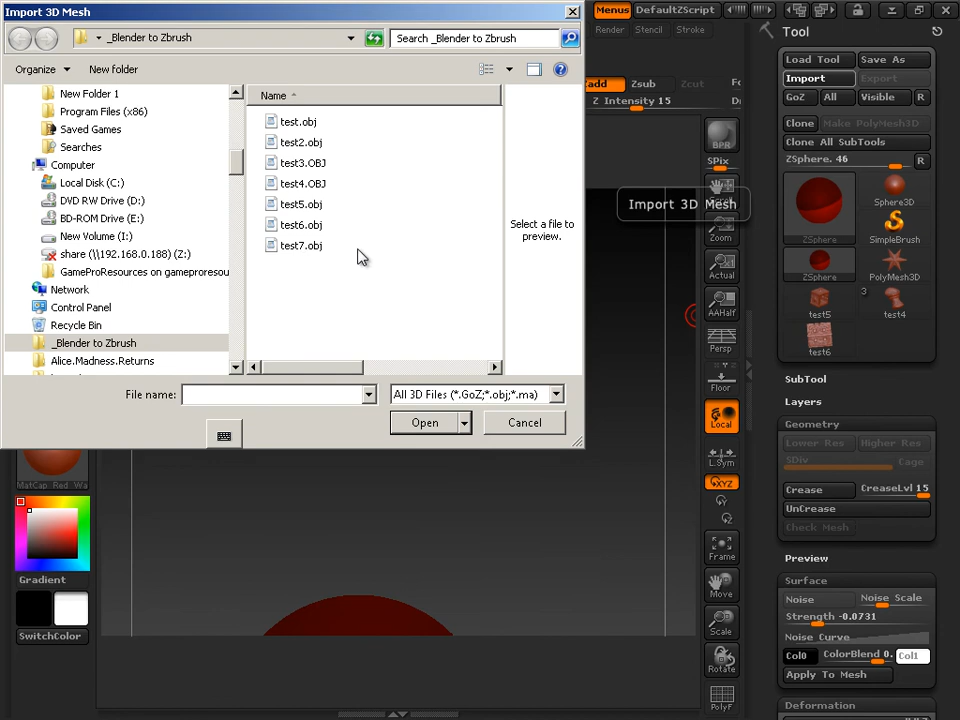 Import 3D Mesh
_Blender to Zbrush
Search _Blender to Zbrush
Organize
New folder
New Folder 1
Program Files (x86)
Saved Games
Searches
Computer
Local Disk (C:)
DVD RW Drive (D:)
BD-ROM Drive (E:)
New Volume (I:)
share (\\192.168.0.188) (Z:)
GameProResources on gameproresou
Network
Control Panel
Recycle Bin
_Blender to Zbrush
Alice.Madness.Returns
Name
test.obj
test2.obj
test3.OBJ
test4.OBJ
test5.obj
test6.obj
test7.obj
Select a file to
preview.
File name:
All 3D Files (*.GoZ;*.obj;*.ma)
Open
Cancel
MatCap Red Wa
Gradient
SwitchColor
Menus
DefaultZScript
Render
Stencil
Stroke
Zadd
Zsub
Zcut
Z Intensity 15
BPR
SPix
Import 3D Mesh
Zoom
Actual
AAHalf
Persp
Floor
Local
L.Sym
XYZ
Frame
Move
Scale
Rotate
PolyF
Tool
Load Tool
Save As
Import
Export
GoZ
All
Visible
R
Clone
Make PolyMesh3D
Clone All SubTools
ZSphere. 46
R
ZSphere
Sphere3D
SimpleBrush
ZSphere
PolyMesh3D
test5
3
test4
test6
SubTool
Layers
Geometry
Lower Res
Higher Res
SDiv
Cage
Crease
CreaseLvl 15
UnCrease
Check Mesh
Preview
Surface
Noise
Noise Scale
Strength -0.0731
Noise Curve
Col0
ColorBlend 0.
Col1
Apply To Mesh
Deformation